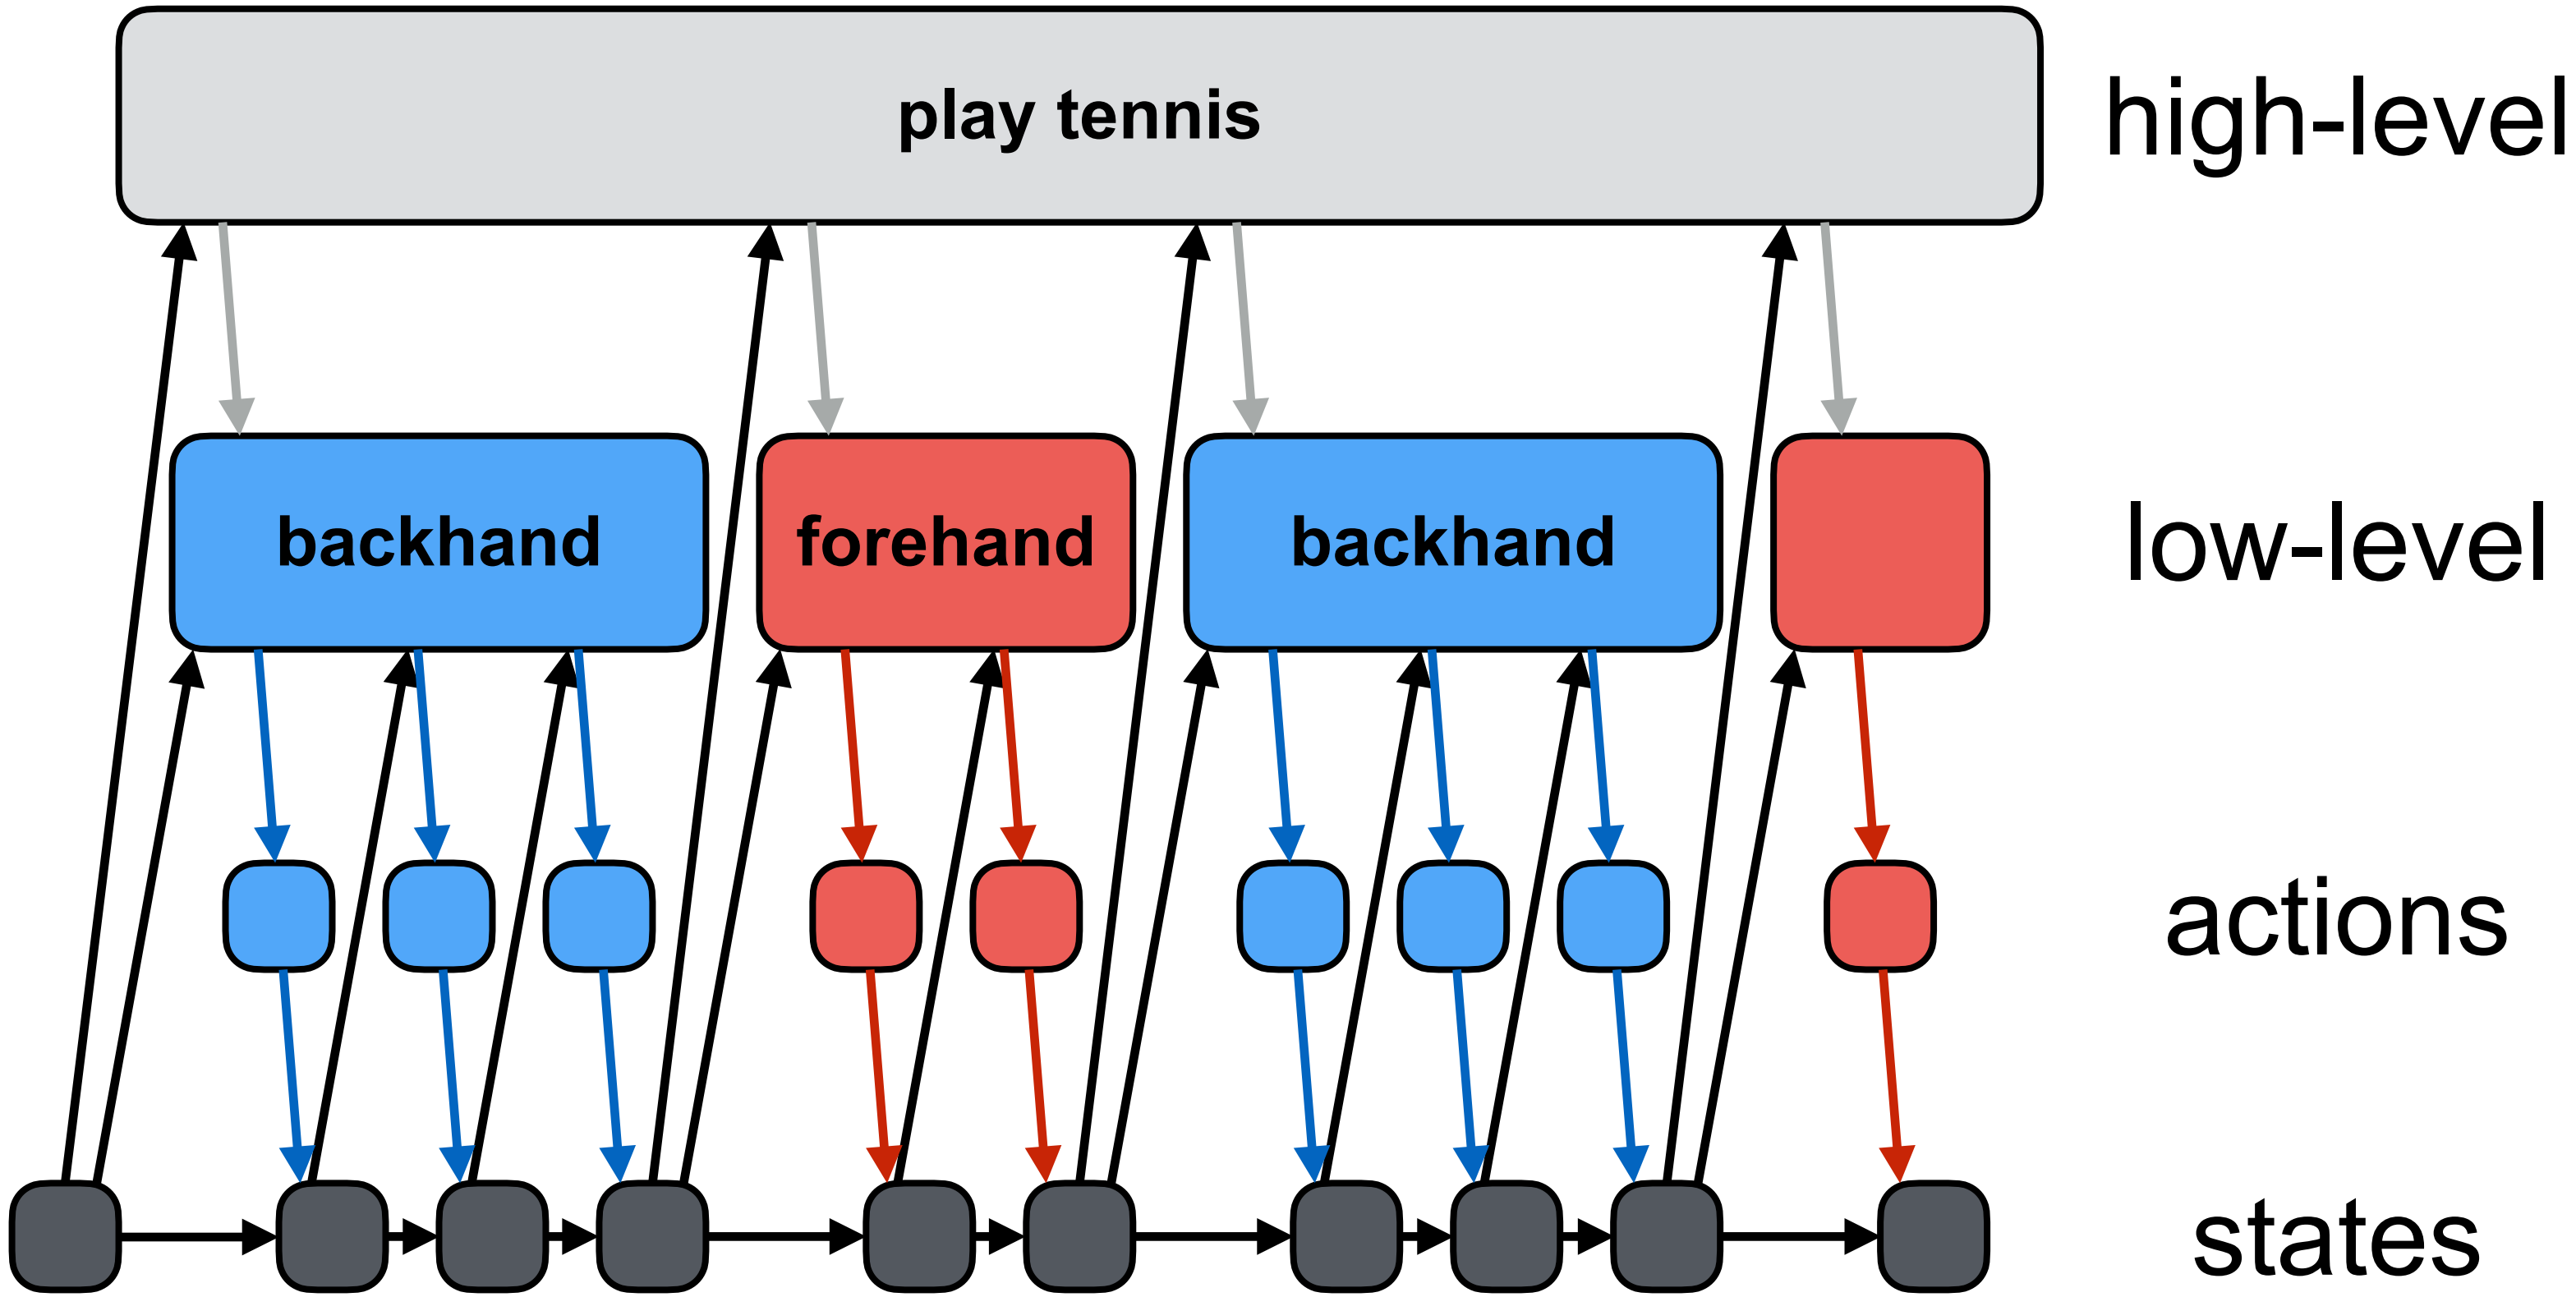 play tennis
high-level
backhand
forehand
backhand
low-level
actions
states